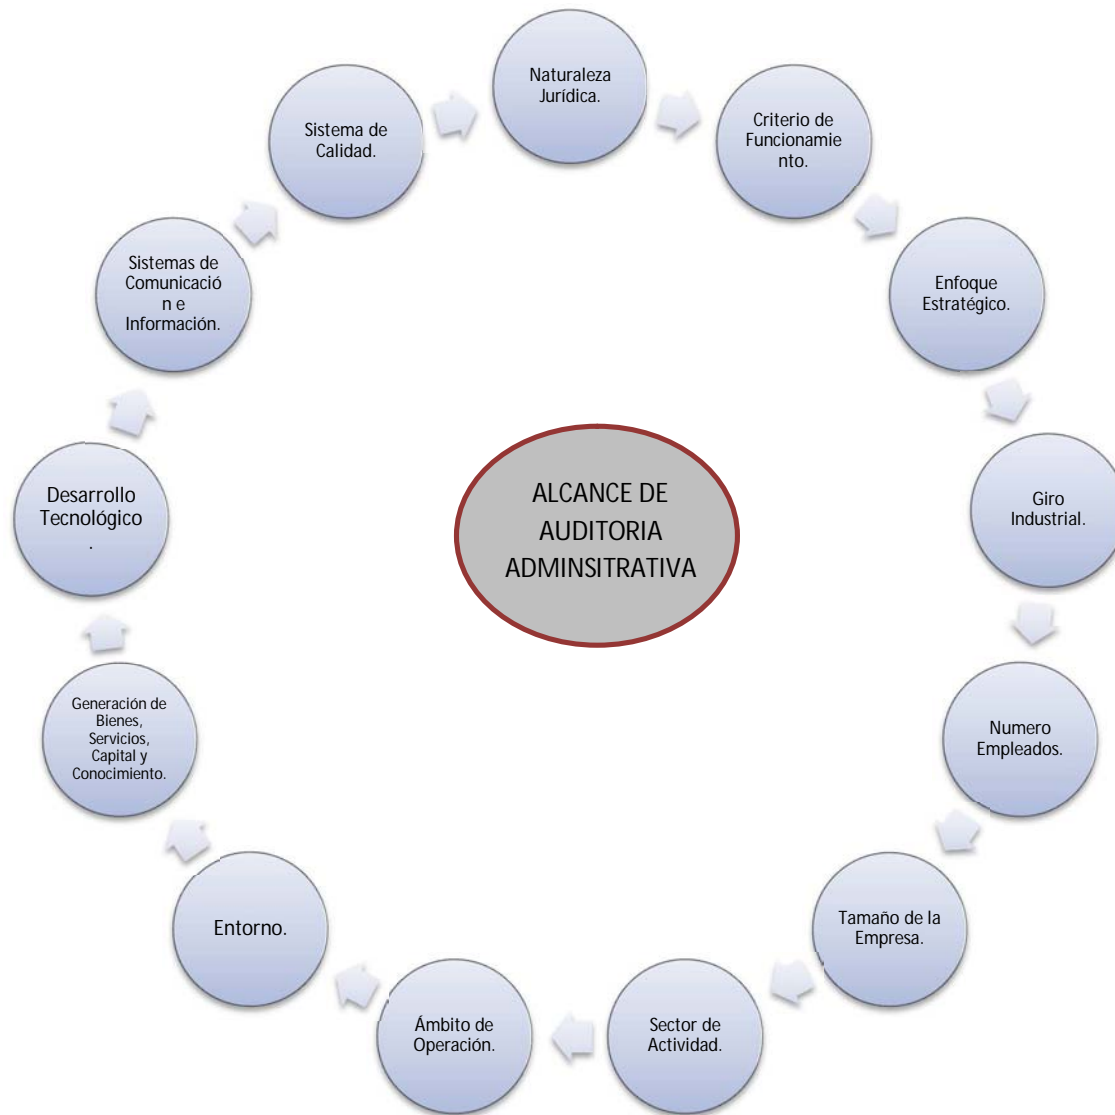 Naturaleza
Jurídica.
Criterio de
Funcionamie
nto.
Enfoque
Estratégico.
Giro
Industrial.
Numero
Empleados.
Tamaño de la
Empresa.
Sector de
Actividad.
Ámbito de
Operación.
Entorno.
Generación de
Bienes,
Servicios,
Capital y
Conocimiento.
Desarrollo
Tecnológico
.
Sistemas de
Comunicació
n e
Información.
Sistema de
Calidad.
ALCANCE DE
AUDITORIA
ADMINSITRATIVA